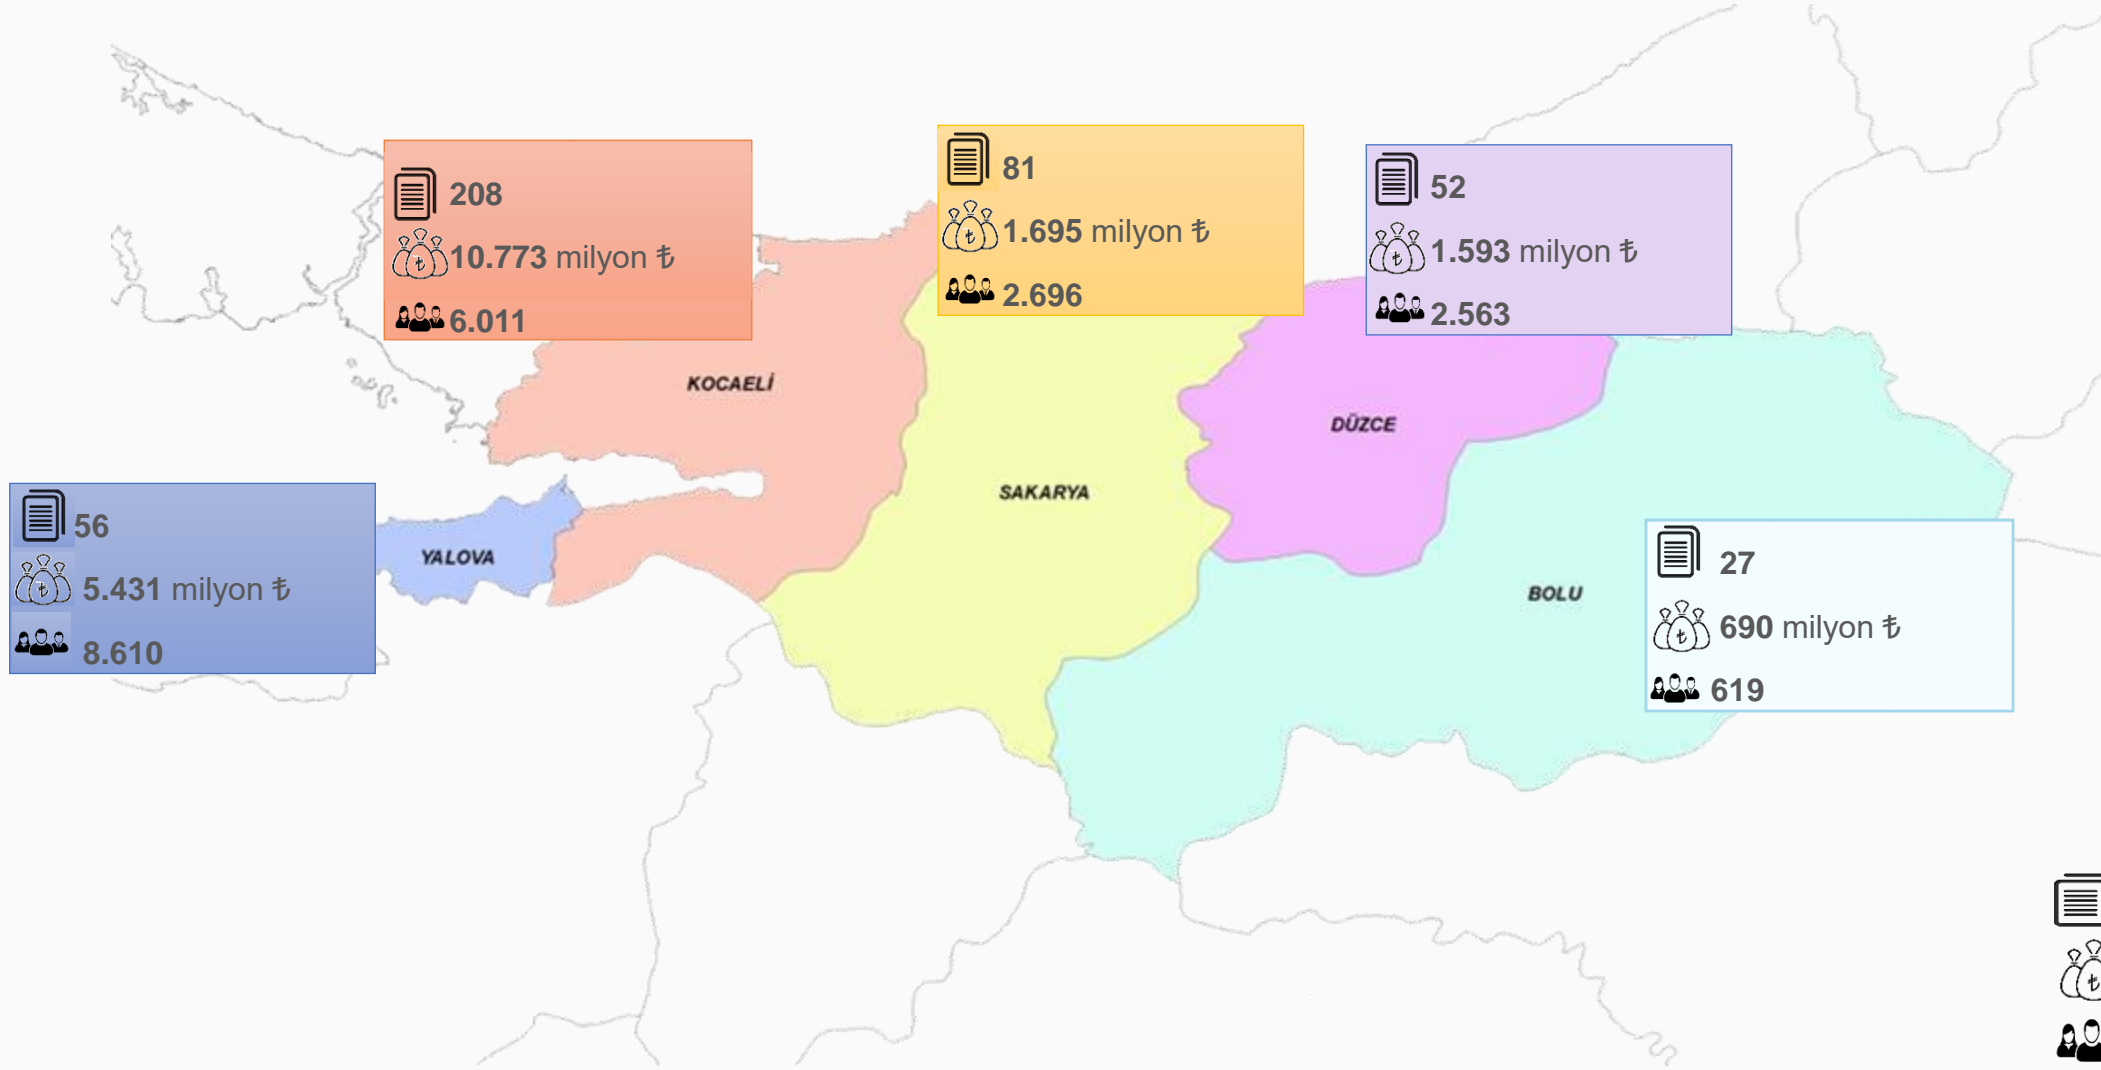 208
10.773 milyon ₺
6.011
81
1.695 milyon ₺
2.696
52
1.593 milyon ₺
2.563
KOCAELİ
DÜZCE
SAKARYA
56
5.431 milyon ₺
8.610
YALOVA
BOLU
27
690 milyon ₺
619